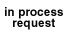 in process
request